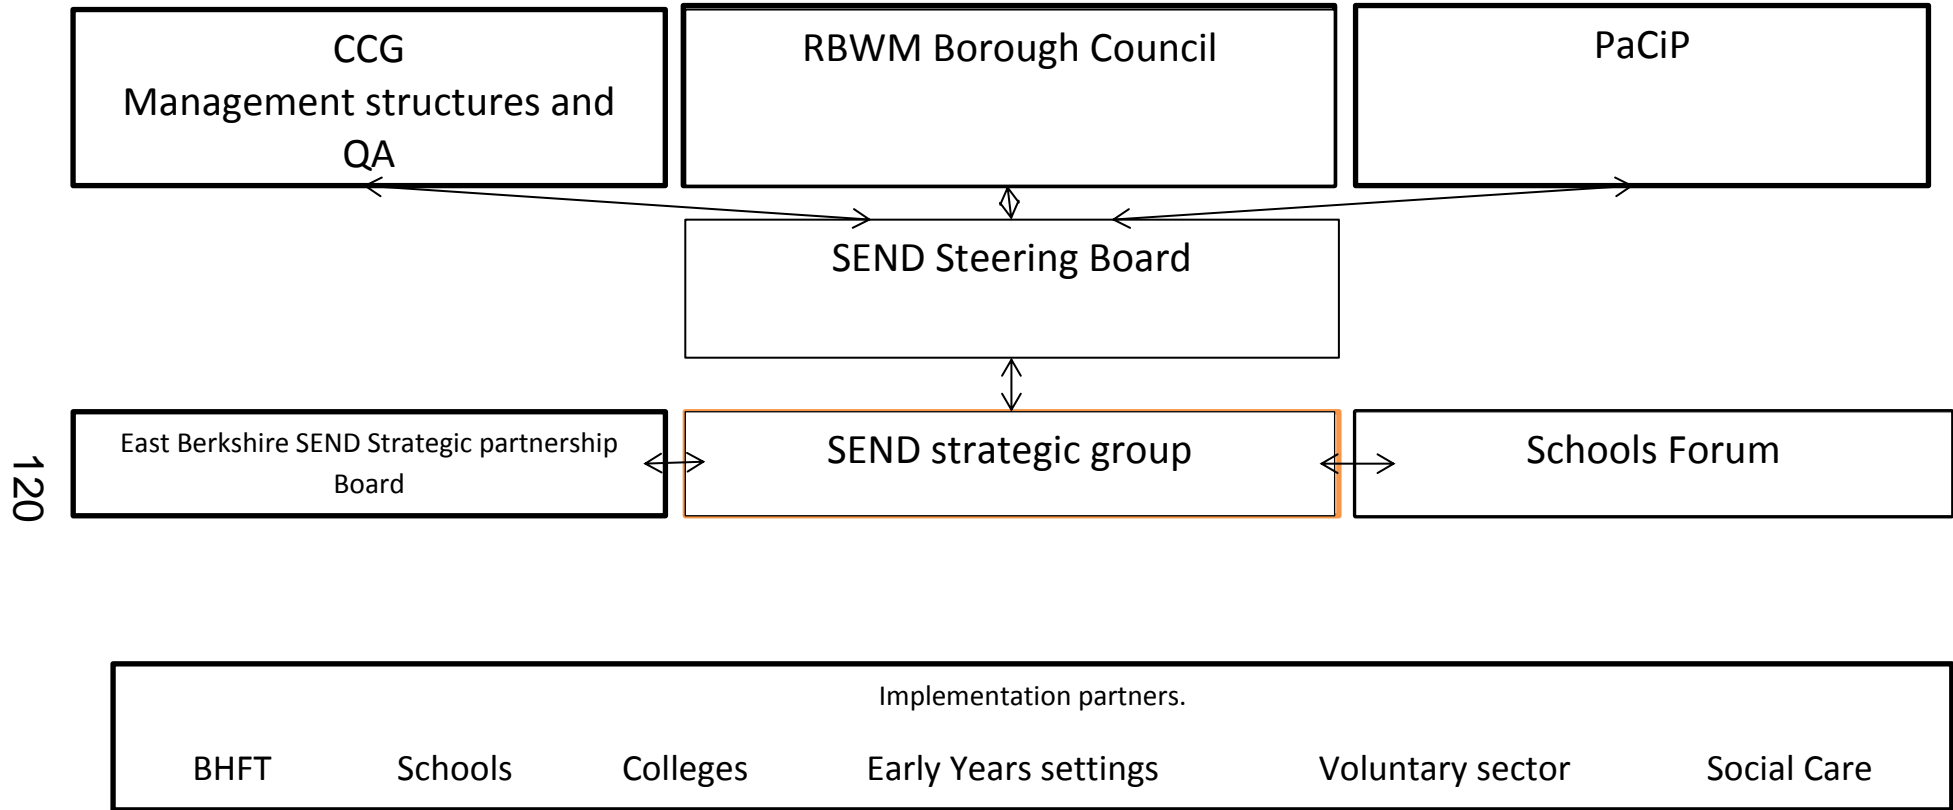 CCG
Management structures and
QA
RBWM Borough Council
PaCiP
SEND Steering Board
East Berkshire SEND Strategic partnership
Board
SEND strategic group
Schools Forum
120
Implementation partners.
BHFT Schools Colleges Early Years settings Voluntary sector Social Care